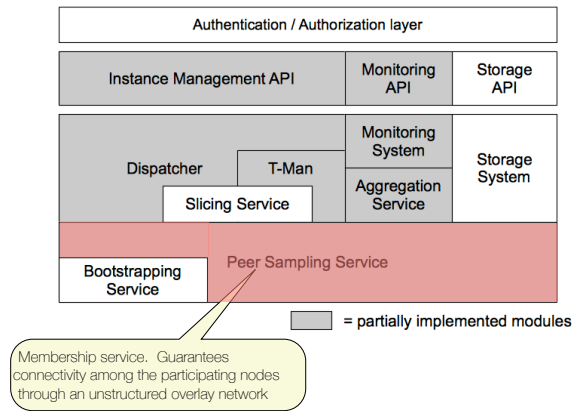 Authentication / Authorization layer
Instance Management API
Monitoring
API
Storage
API
Dispatcher
T-Man
Monitoring
System
Storage
System
Aggregation
Service
Slicing Service
Peer Sampling Service
Bootstrapping
Service
= partially implemented modules
Membership service. Guarantees
connectivity among the participating nodes
through an unstructured overlay network